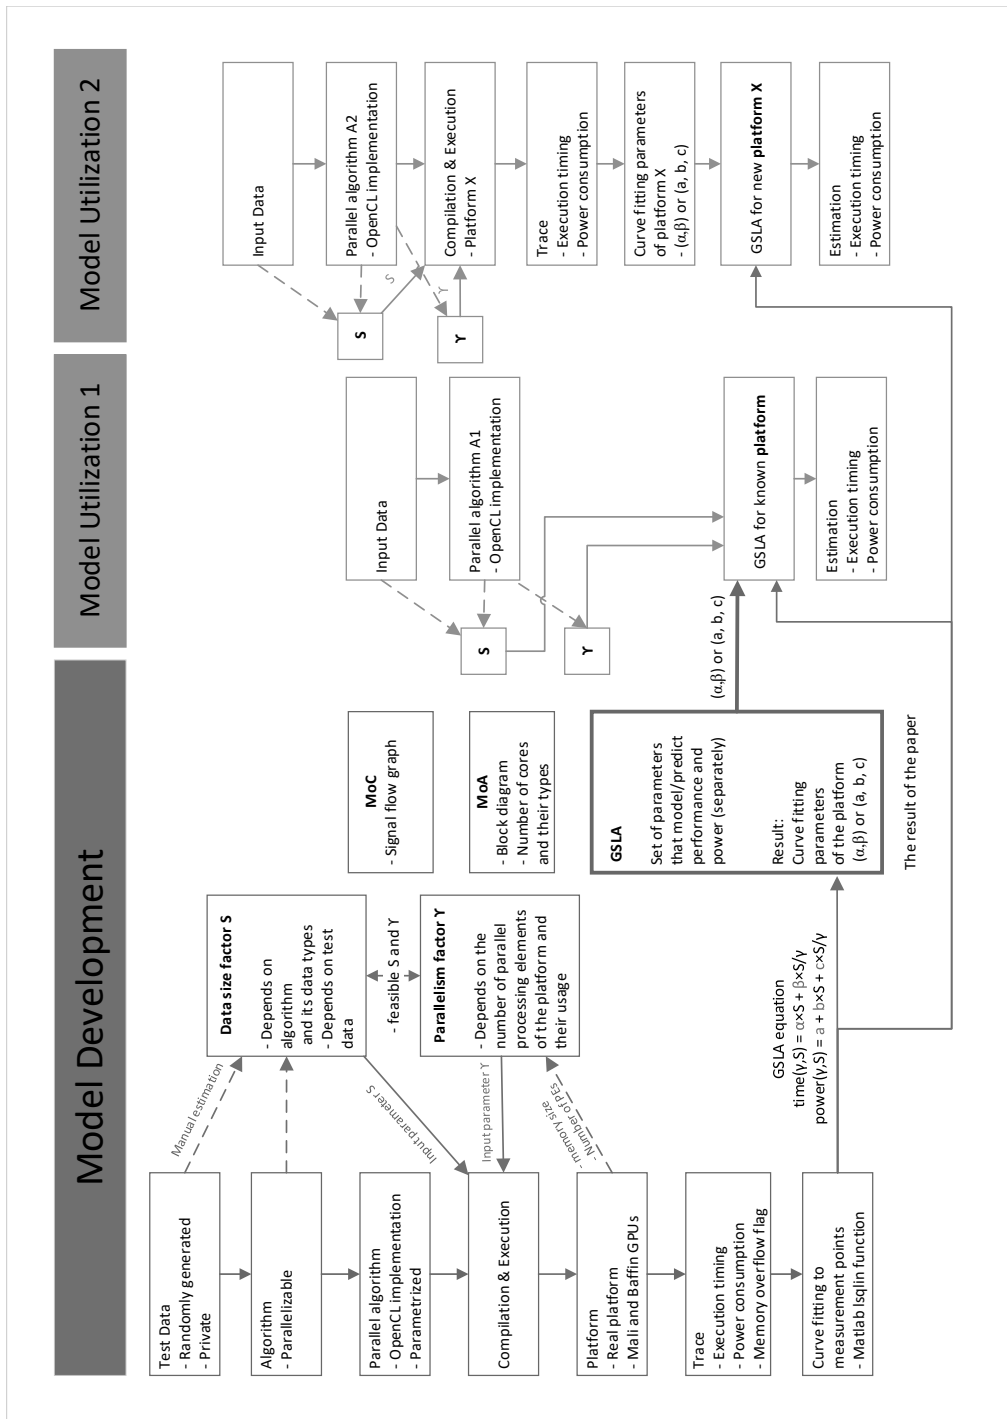 Model Development
Test Data
- Randomly generated
- Private
Algorithm
- Parallelizable
Parallel algorithm
- OpenCL implementation
- Parametrized
Compilation & Execution
Platform
- Real platform
- Mali and Baffin GPUs
Trace
- Execution timing
- Power consumption
- Memory overflow flag
Curve fitting to
measurement points
- Matlab lsqlin function
Manual estimation
Input parameter S
Input parameter ϒ
- memory size
- Number of PEs
Data size factor S
- Depends on
algorithm
and its data types
- Depends on test
data
- feasible S and ϒ
Parallelism factor ϒ
- Depends on the
number of parallel
processing elements
of the platform and
their usage
GSLA equation
time(γ,S) = α×S + β×S/γ
power(γ,S) = a + b×S + c×S/γ
MoC
- Signal flow graph
MoA
- Block diagram
- Number of cores
and their types
GSLA
Set of parameters
that model/predict
performance and
power (separately)
Result:
Curve fitting
parameters
of the platform
(α,β) or (a, b, c)
The result of the paper
(α,β) or (a, b, c)
Model Utilization 1
Input Data
Parallel algorithm A1
- OpenCL implementation
S
ϒ
GSLA for known platform
Estimation
- Execution timing
- Power consumption
Model Utilization 2
Input Data
Parallel algorithm A2
- OpenCL implementation
S
ϒ
S
ϒ
Compilation & Execution
- Platform X
Trace
- Execution timing
- Power consumption
Curve fitting parameters
of platform X
- (α,β) or (a, b, c)
GSLA for new platform X
Estimation
- Execution timing
- Power consumption